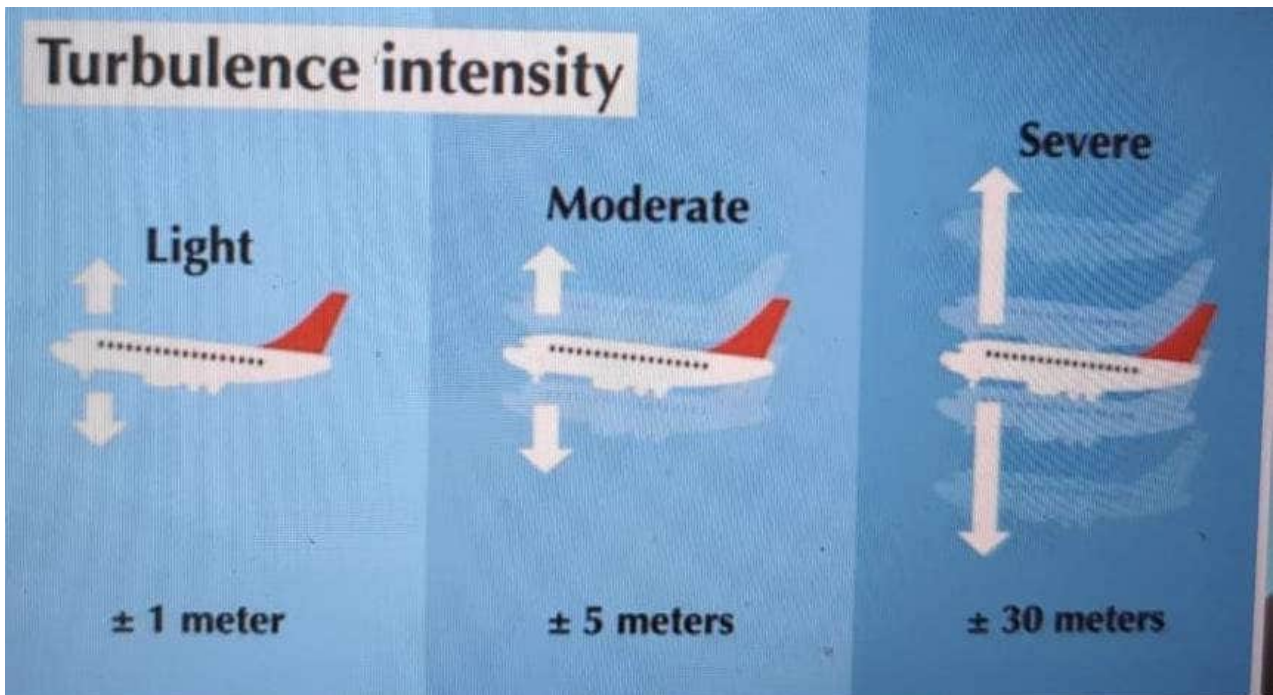 Turbulence intensity
Light
Moderate
Severe
± 1 meter
± 5 meters
± 30 meters